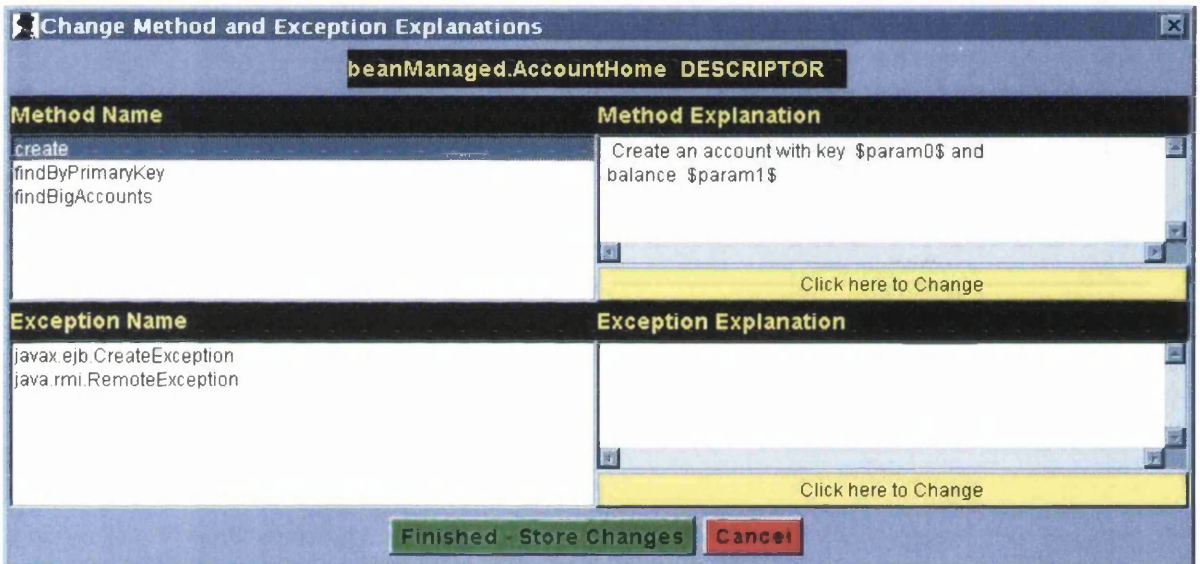 Change Method and Exception Explanations
beanManaged.AccountHome DESCRIPTOR
Method Name
Method Explanation
create
findByPrimaryKey
findBigAccounts
Create an account with key $param0$ and
balance $param1$
Click here to Change
Exception Name
Exception Explanation
javax.ejb.CreateException
java.rmi.RemoteException
Click here to Change
Finished - Store Changes
Cancel